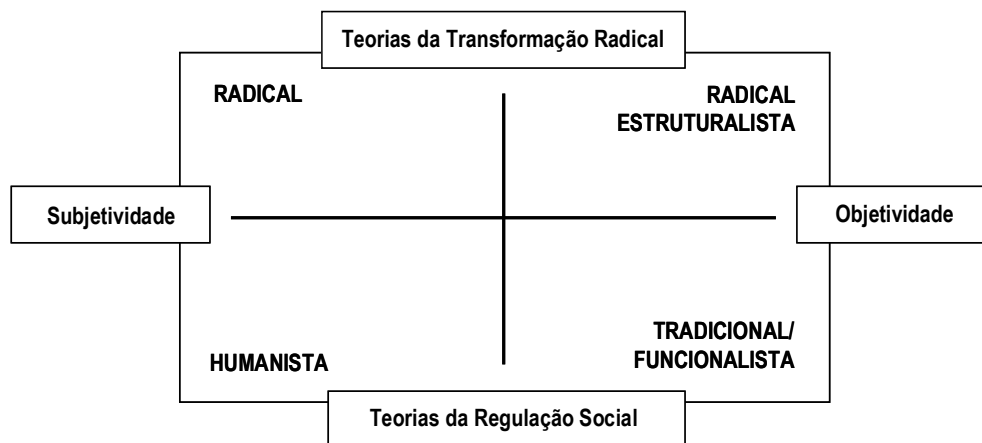 Teorias da Transformação Radical
RADICAL
RADICAL
ESTRUTURALISTA
Subjetividade
Objetividade
HUMANISTA
TRADICIONAL/
FUNCIONALISTA
Teorias da Regulação Social